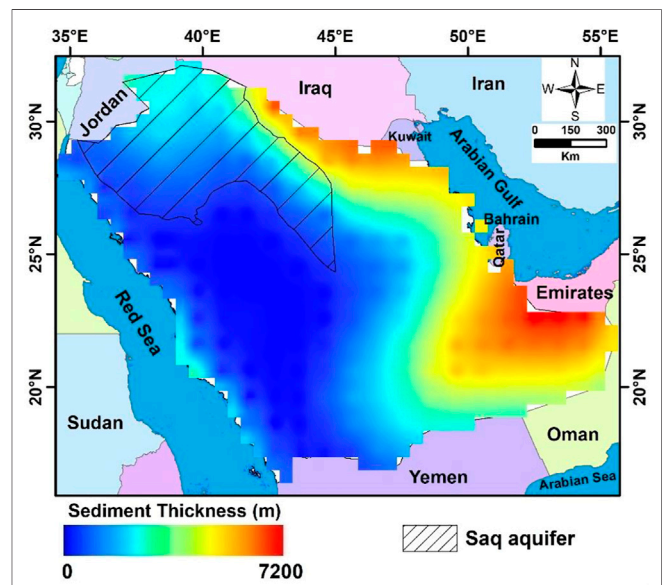 35°E 40°E 45°E 50°E 55°E
N
W E
S
0 150 300
Km
Jordan
Iraq
Iran
Kuwait
Arabian Gulf
Bahrain
Qatar
Emirates
Red Sea
Sudan
Yemen
Oman
Arabian Sea
30°N 30°N
25°N 25°N
20°N 20°N
Sediment Thickness (m)
0 7200
Saq aquifer